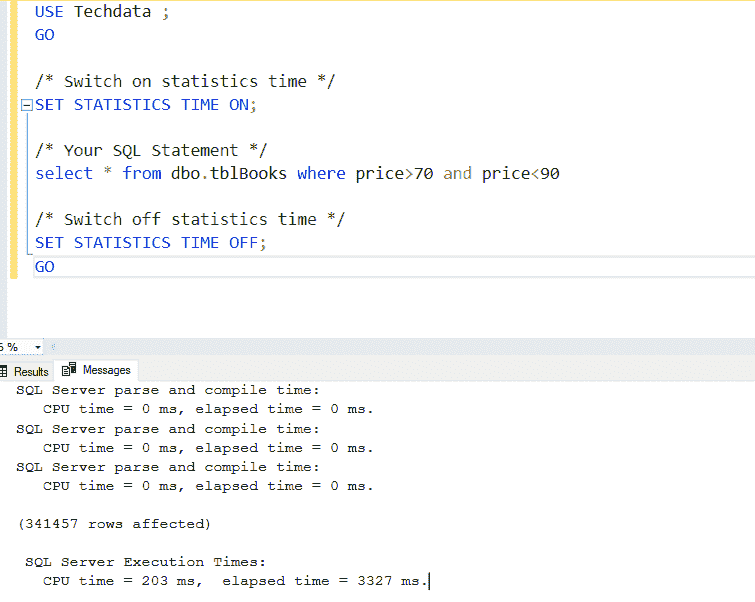 USE Techdata ;
GO
/* Switch on statistics time */
SET STATISTICS TIME ON;
/* Your SQL Statement */
select * from dbo.tblBooks where price>70 and price<90
/* Switch off statistics time */
SET STATISTICS TIME OFF;
GO
%
Results Messages
SQL Server parse and compile time:
CPU time = 0 ms, elapsed time = 0 ms.
SQL Server parse and compile time:
CPU time = 0 ms, elapsed time = 0 ms.
SQL Server parse and compile time:
CPU time = 0 ms, elapsed time = 0 ms.
(341457 rows affected)
SQL Server Execution Times:
CPU time = 203 ms, elapsed time = 3327 ms.